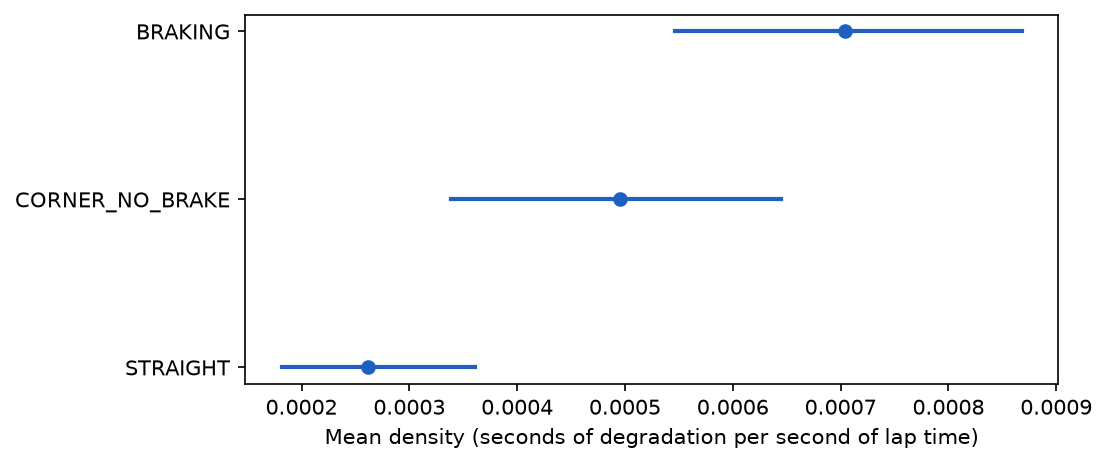 BRAKING
CORNER_NO_BRAKE
STRAIGHT
0.0002 0.0003 0.0004 0.0005 0.0006 0.0007 0.0008 0.0009
Mean density (seconds of degradation per second of lap time)